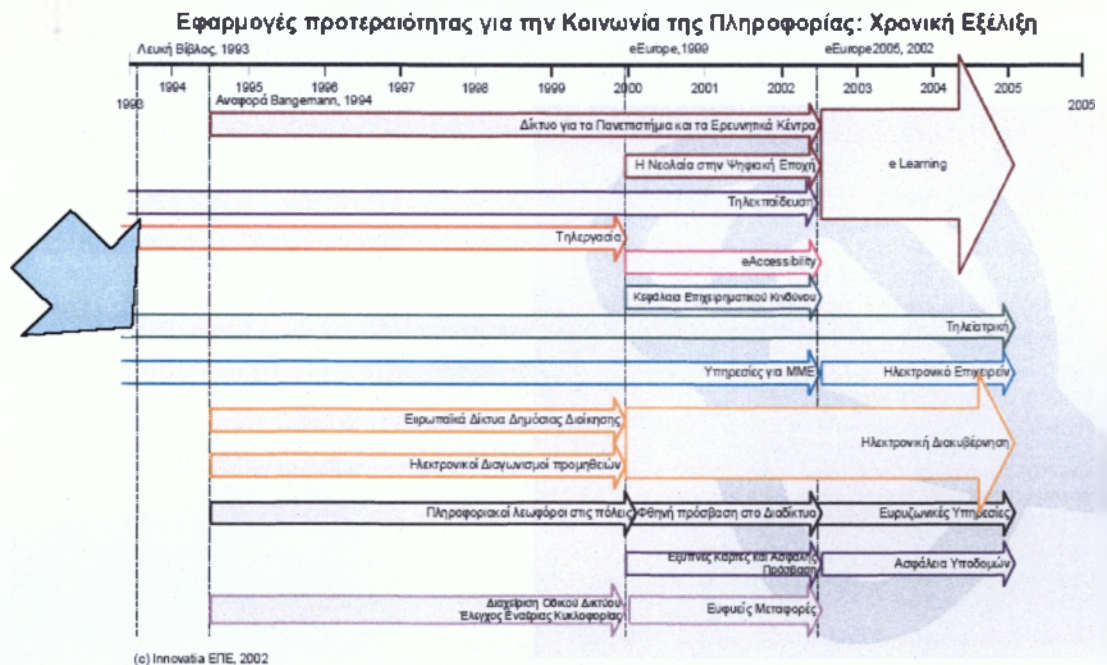 Εφαρμογές προτεραιότητας για την Κοινωνία της Πληροφορίας: Χρονική Εξέλιξη
Λευκή Βίβλος, 1993
eEurope, 1999
eEurope2005, 2002
1993
1994
1995
1996
1997
1998
1999
2000
2001
2002
2003
2004
2005
2005
Αναφορά Bangemann, 1994
Δίκτυο για τα Πανεπιστήμια και τα Ερευνητικά Κέντρα
Η Νεολαία στην Ψηφιακή Εποχή
e Learning
Τηλεκπαίδευση
Τηλεργασία
eAccessibility
Κεφάλαια Επιχειρηματικού Κινδύνου
Τηλεϊατρική
Υπηρεσίες για ΜΜΕ
Ηλεκτρονικό Επιχειρείν
Ευρωπαϊκά Δίκτυα Δημόσιας Διοίκησης
Ηλεκτρονική Διακυβέρνηση
Ηλεκτρονικοί Διαγωνισμοί προμηθειών
Πληροφοριακοί λεωφόροι στις πόλεις
Φθηνή πρόσβαση στο Διαδίκτυο
Ευρυζωνικές Υπηρεσίες
Εξυπνες Κάρτες και Ασφαλής
Πρόσβαση
Ασφάλεια Υποδομών
Διαχείριση Οδικού Δικτύου
Έλεγχος Εναέριας Κυκλοφορίας
Ευφυείς Μεταφορές
(c) Innovatia ΕΠΕ, 2002